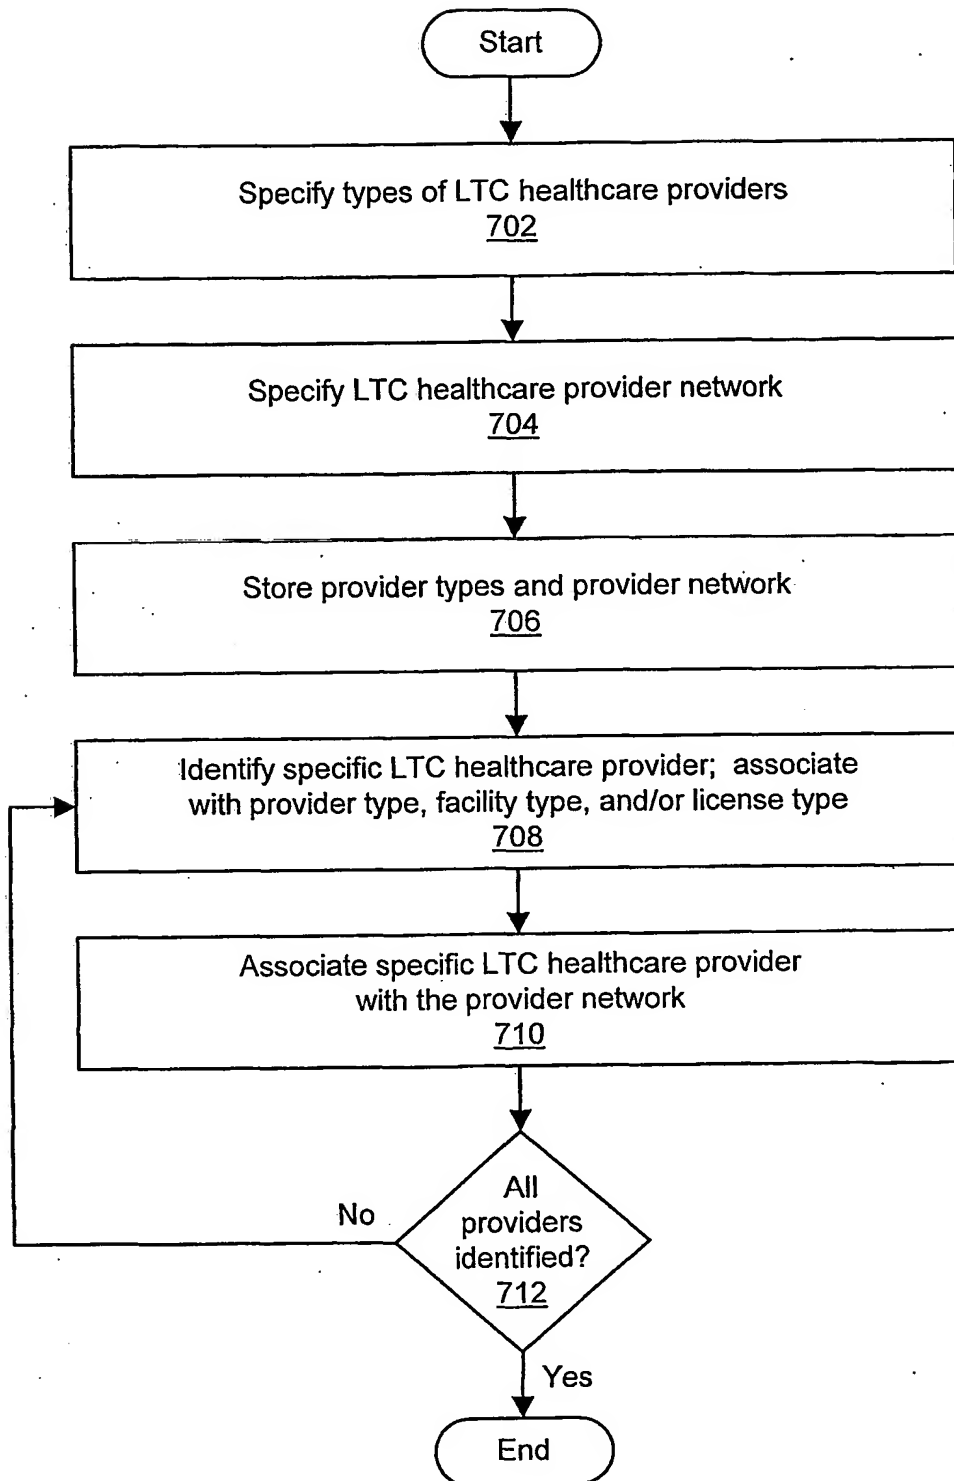 Start
Specify types of LTC healthcare providers
702
Specify LTC healthcare provider network
704
Store provider types and provider network
706
Identify specific LTC healthcare provider; associate
with provider type, facility type, and/or license type
708
Associate specific LTC healthcare provider
with the provider network
710
All
providers
identified?
712
No
Yes
End